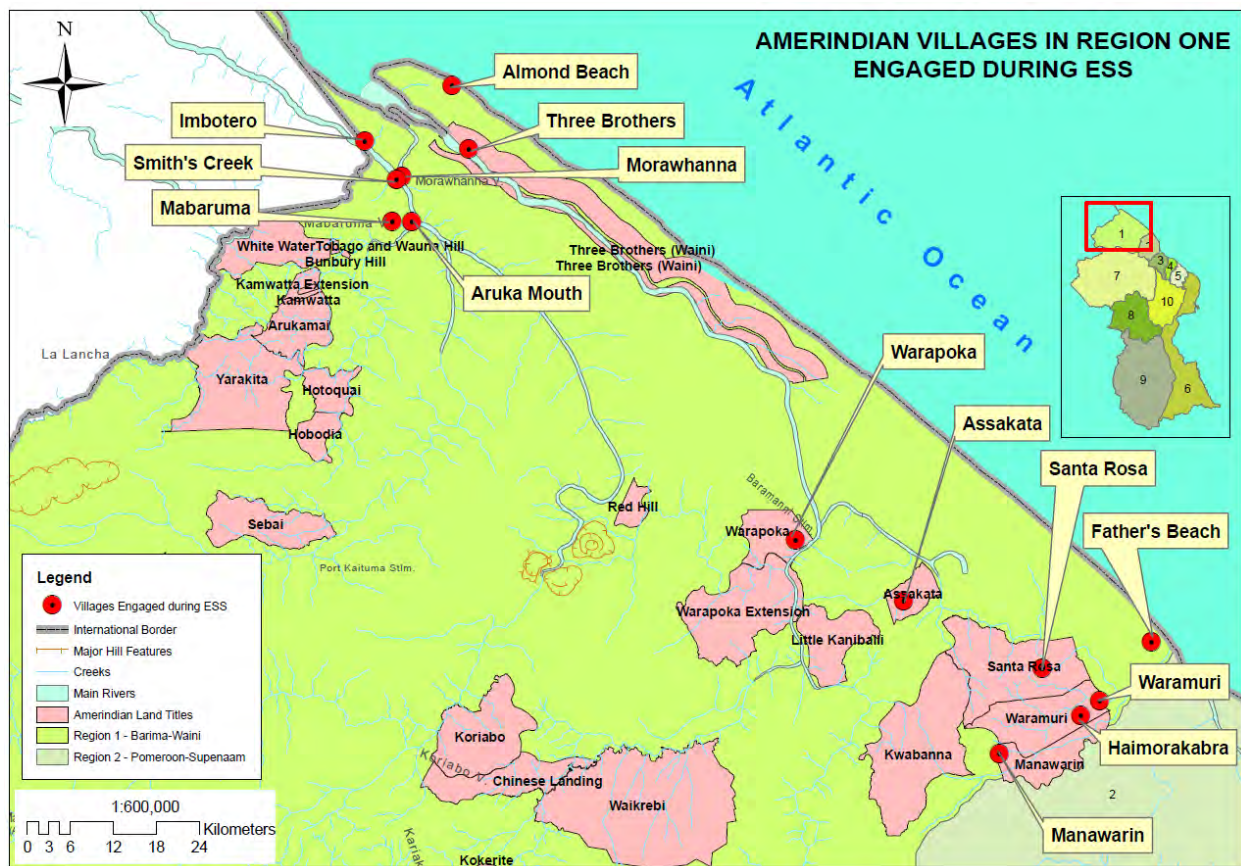 N
AMERINDIAN VILLAGES IN REGION ONE
ENGAGED DURING ESS
Atlantic Ocean
Almond Beach
Imbotero
Three Brothers
Smith's Creek
Morawhanna
Morawhanna V.
Mabaruma
Mabaruma V.
White Water
Tobago and Wauna Hill
Bunbury Hill
Three Brothers (Waini)
Three Brothers (Waini)
Kamwatta Extension
Kamwatta
Aruka Mouth
Arukamai
La Lancha
Yarakita
Hotoquai
Hobodia
Warapoka
Assakata
Santa Rosa
Father's Beach
Red Hill
Baramanni Stlm.
Sebai
Warapoka
Port Kaituma Stlm.
Assakata
Warapoka Extension
Little Kaniballi
Santa Rosa
Waramuri
Waramuri
Haimorakabra
Koriabo
Kwabanna
Manawarin
Koriabo V.
Chinese Landing
Waikrebi
2
Manawarin
Kokerite
1
3
4
5
7
10
8
9
6
Legend
Villages Engaged during ESS
International Border
Major Hill Features
Creeks
Main Rivers
Amerindian Land Titles
Region 1 - Barima-Waini
Region 2 - Pomeroon-Supenaam
1:600,000
Kilometers
0 3 6 12 18 24